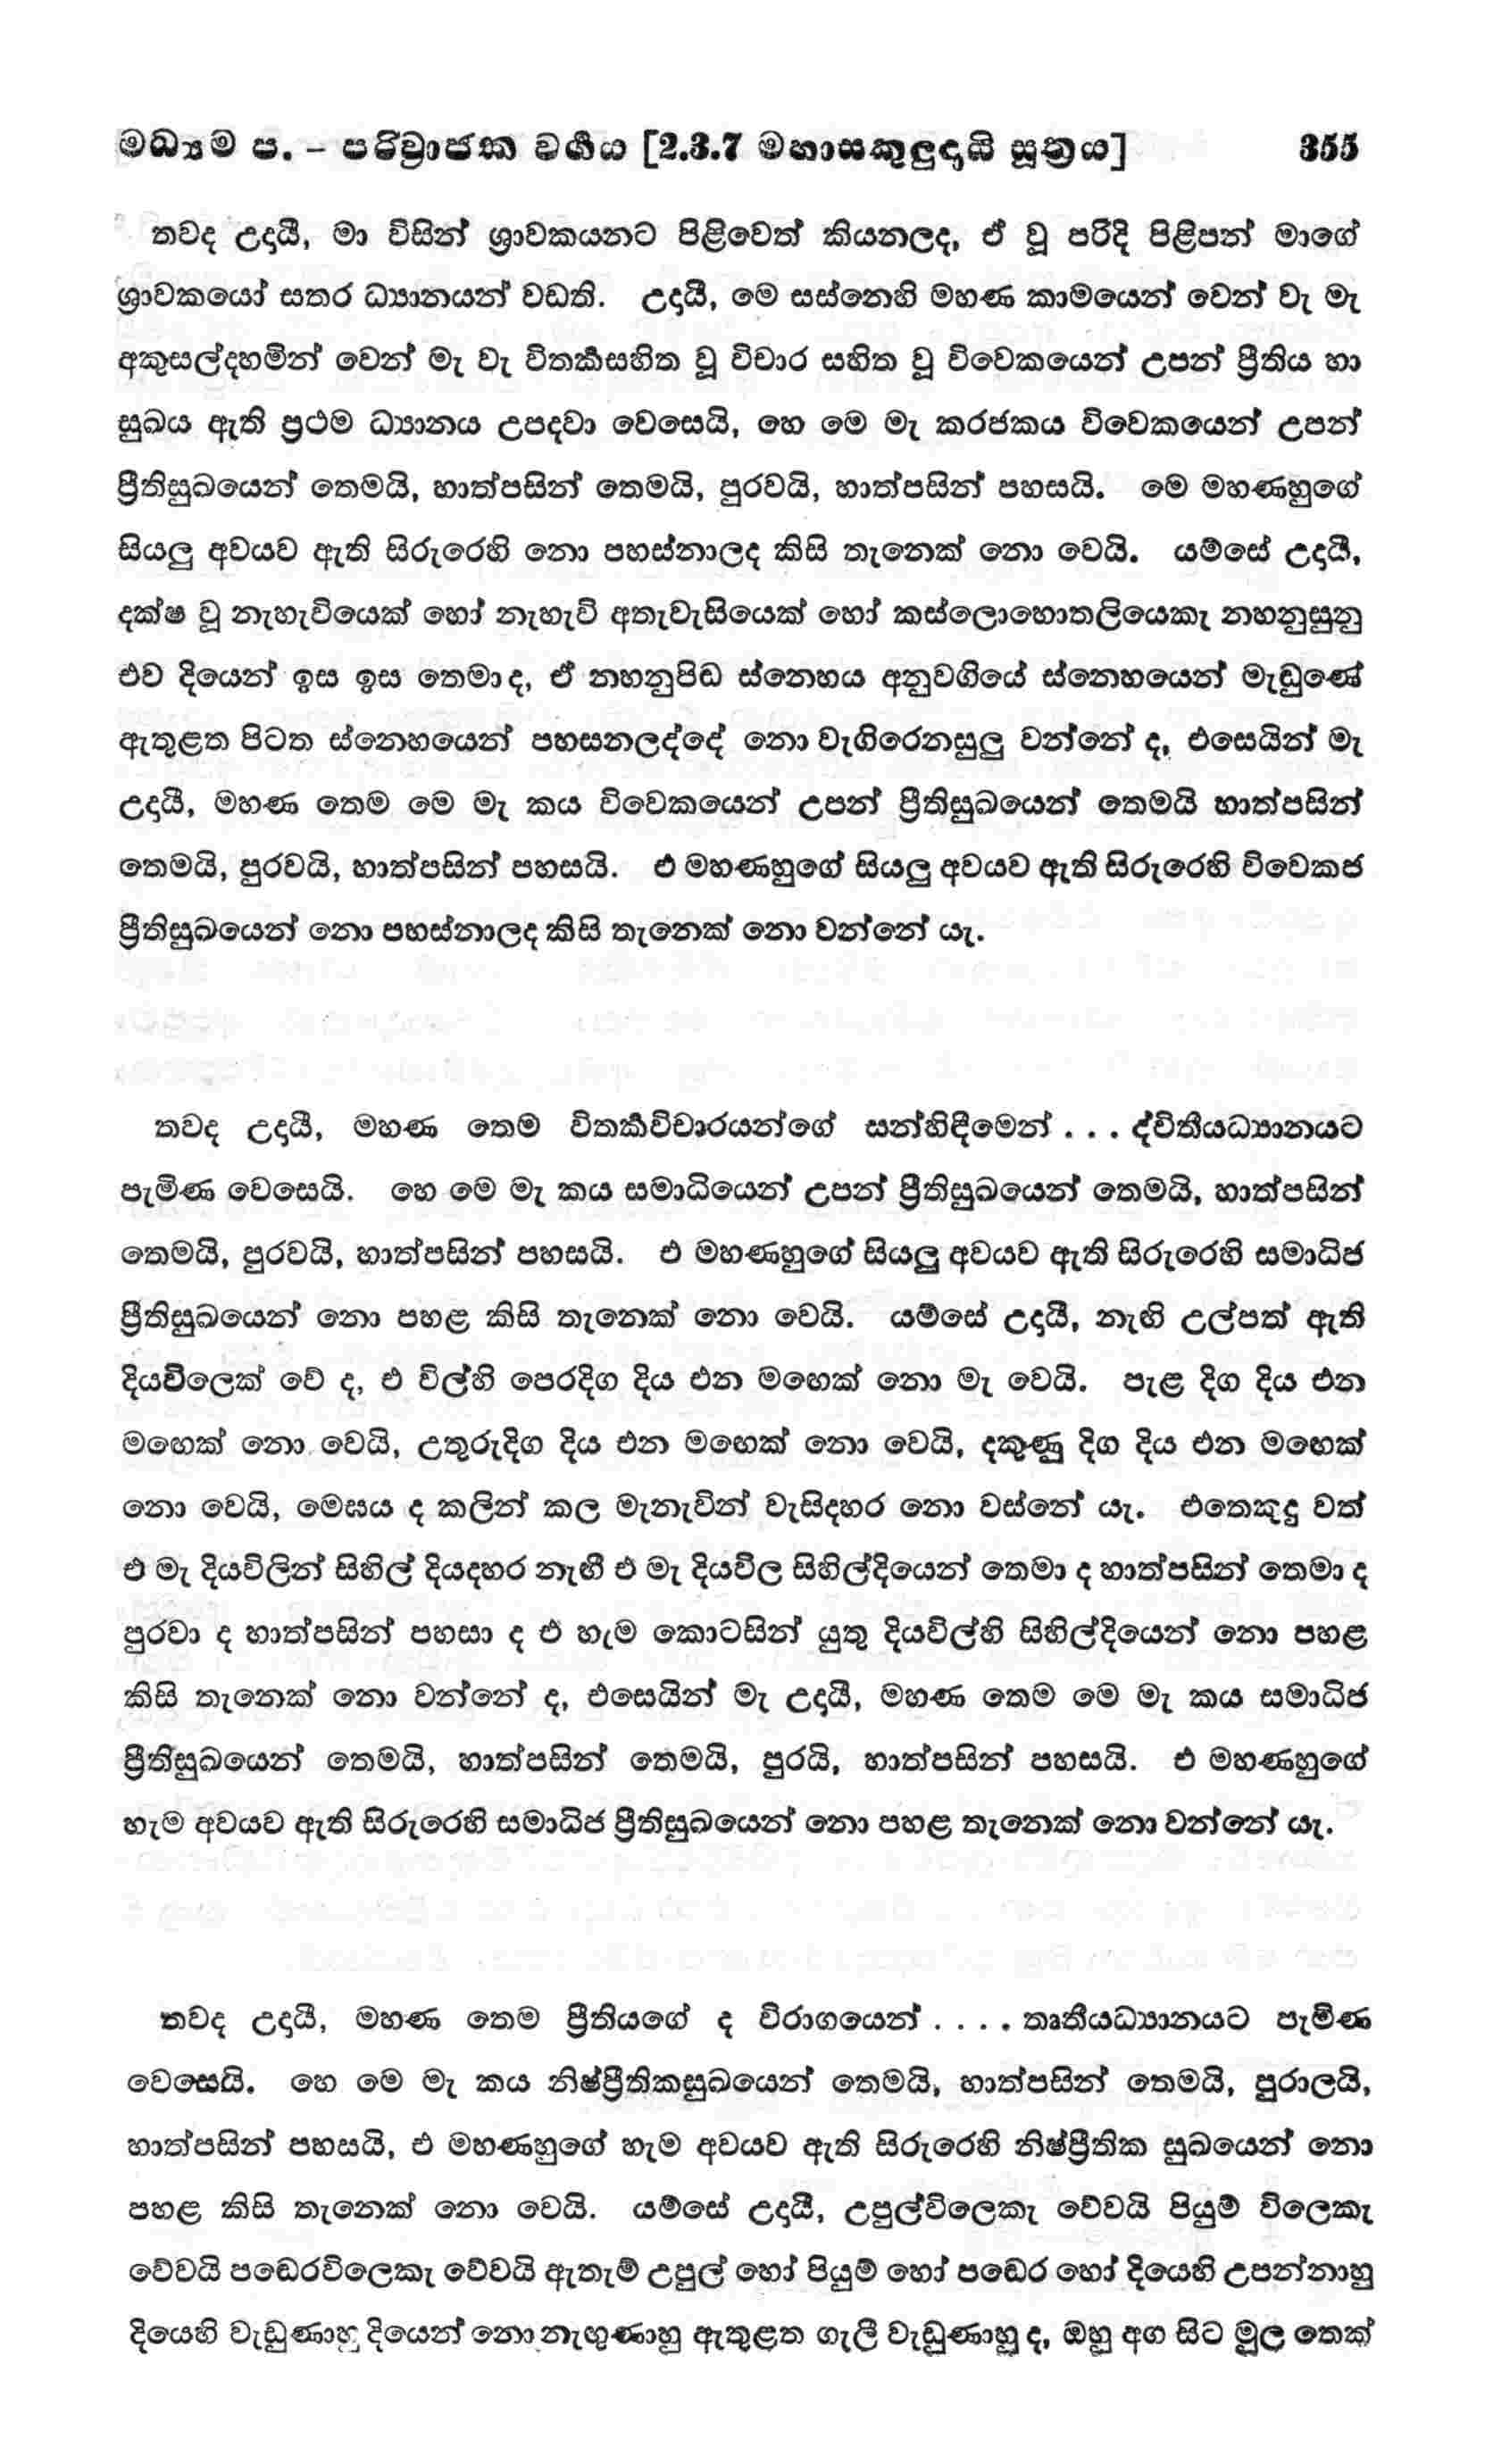 මධ්‍යම ප. - පරිව්‍රාජක වර්‍ගය [2.3.7 මහාසකුලුදායි සූත්‍රය] 355
තවද උදායී, මා විසින් ශ්‍රාවකයනට පිළිවෙත් කියනලද, ඒ වූ පරිදි පිළිපන් මාගේ
ශ්‍රාවකයෝ සතර ධ්‍යානයන් වඩති. උදායී, මෙ සස්නෙහි මහණ කාමයෙන් වෙන් වැ මැ
අකුසල්දහමින් වෙන් මැ වැ විතර්‍කසහිත වූ විචාර සහිත වූ විවෙකයෙන් උපන් ප්‍රීතිය හා
සුඛය ඇති ප්‍රථම ධ්‍යානය උපදවා වෙසෙයි, හෙ මෙ මැ කරජකය විවෙකයෙන් උපන්
ප්‍රීතිසුඛයෙන් තෙමයි, හාත්පසින් තෙමයි, පුරවයි, හාත්පසින් පහසයි. මෙ මහණහුගේ
සියලු අවයව ඇති සිරුරෙහි නො පහස්නාලද කිසි තැනෙක් නො වෙයි. යම්සේ උදායී,
දක්ෂ වූ නැහැවියෙක් හෝ නැහැවි අතැවැසියෙක් හෝ කස්ලොහොතලියෙකැ නහනුසුනු
එව දියෙන් ඉස ඉස තෙමා ද, ඒ නහනුපිඩ ස්නෙහය අනුවගියේ ස්නෙහයෙන් මැඩුණේ
ඇතුළත පිටත ස්නෙහයෙන් පහසනලද්දේ නො වැගිරෙනසුලු වන්නේ ද, එසෙයින් මැ
උදායී, මහණ තෙම මෙ මැ කය විවෙකයෙන් උපන් ප්‍රීතිසුඛයෙන් තෙමයි හාත්පසින්
තෙමයි, පුරවයි, හාත්පසින් පහසයි. එ මහණහුගේ සියලු අවයව ඇති සිරුරෙහි විවෙකජ
ප්‍රීතිසුඛයෙන් නො පහස්නාලද කිසි තැනෙක් නො වන්නේ යැ.
තවද උදායී, මහණ තෙම විතර්‍කවිචාරයන්ගේ සන්හිඳීමෙන් . . . ද්විතීයධ්‍යානයට
පැමිණ වෙසෙයි. හෙ මෙ මැ කය සමාධියෙන් උපන් ප්‍රීතිසුඛයෙන් තෙමයි, හාත්පසින්
තෙමයි, පුරවයි, හාත්පසින් පහසයි. එ මහණහුගේ සියලු අවයව ඇති සිරුරෙහි සමාධිජ
ප්‍රීතිසුඛයෙන් නො පහළ කිසි තැනෙක් නො වෙයි. යම්සේ උදායී, නැඟි උල්පත් ඇති
දියවිලෙක් වේ ද, එ විල්හි පෙරදිග දිය එන මඟෙක් නො මැ වෙයි. පැළ දිග දිය එන
මඟෙක් නො වෙයි, උතුරුදිග දිය එන මඟෙක් නො වෙයි, දකුණු දිග දිය එන මඟෙක්
නො වෙයි, මෙඝය ද කලින් කල මැනැවින් වැසිදහර නො වස්නේ යැ. එතෙකුදු වත්
එ මැ දියවිලින් සිහිල් දියදහර නැඟී එ මැ දියවිල සිහිල්දියෙන් තෙමා ද හාත්පසින් තෙමා ද
පුරවා ද හාත්පසින් පහසා ද එ හැම කොටසින් යුතු දියවිල්හි සිහිල්දියෙන් නො පහළ
කිසි තැනෙක් නො වන්නේ ද, එසෙයින් මැ උදායී, මහණ තෙම මෙ මැ කය සමාධිජ
ප්‍රීතිසුඛයෙන් තෙමයි, හාත්පසින් තෙමයි, පුරයි, හාත්පසින් පහසයි. එ මහණහුගේ
හැම අවයව ඇති සිරුරෙහි සමාධිජ ප්‍රීතිසුඛයෙන් නො පහළ තැනෙක් නො වන්නේ යැ.
තවද උදායී, මහණ තෙම ප්‍රීතියගේ ද විරාගයෙන් . . . . තෘතීයධ්‍යානයට පැමිණ
වෙසෙයි. හෙ මෙ මැ කය නිෂ්ප්‍රීතිකසුඛයෙන් තෙමයි, හාත්පසින් තෙමයි, පුරාලයි,
හාත්පසින් පහසයි, එ මහණහුගේ හැම අවයව ඇති සිරුරෙහි නිෂ්ප්‍රීතික සුඛයෙන් නො
පහළ කිසි තැනෙක් නො වෙයි. යම්සේ උදායී, උපුල්විලෙකැ වේවයි පියුම් විලෙකැ
වේවයි පඬෙරවිලෙකැ වේවයි ඇතැම් උපුල් හෝ පියුම් හෝ පඬෙර හෝ දියෙහි උපන්නාහු
දියෙහි වැඩුණාහු දියෙන් නො නැඟුණාහු ඇතුළත ගැලී වැඩුණාහු ද, ඔහු අග සිට මුල තෙක්